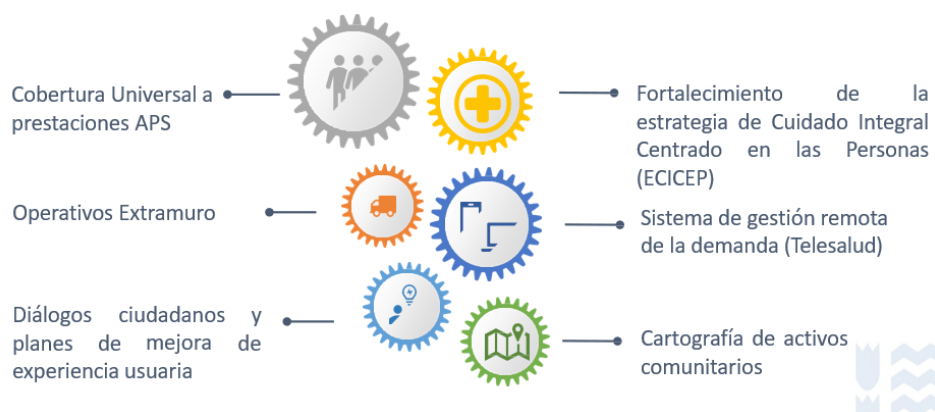 Cobertura Universal a
prestaciones APS
Fortalecimiento de la
estrategia de Cuidado Integral
Centrado en las Personas
(ECICEP)
Operativos Extramuro
Sistema de gestión remota
de la demanda (Telesalud)
Diálogos ciudadanos y
planes de mejora de
experiencia usuaria
Cartografía de activos
comunitarios